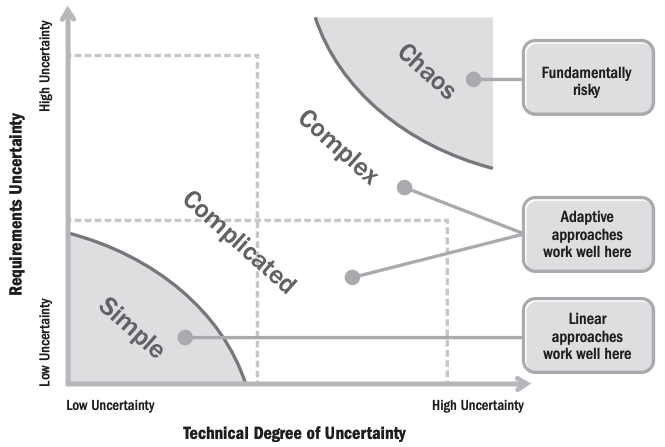 High Uncertainty
Requirements Uncertainty
Low Uncertainty
Chaos
Complex
Complicated
Simple
Fundamentally
risky
Adaptive
approaches
work well here
Linear
approaches
work well here
Low Uncertainty
High Uncertainty
Technical Degree of Uncertainty